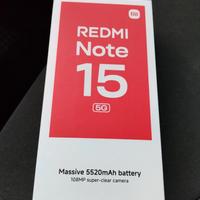 mi
REDMI
Note
15
5G
Massive 5520mAh battery
108MP super-clear camera